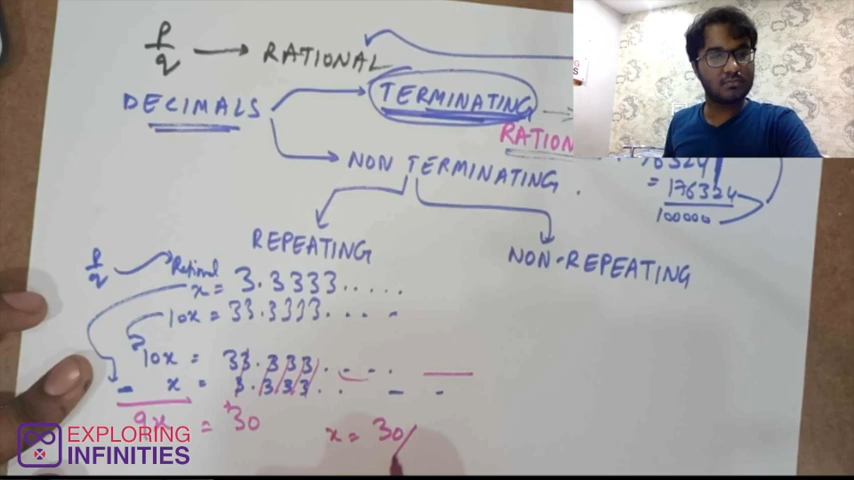 p/q → RATIONAL
DECIMALS
TERMINATING
RATION
NON TERMINATING.
= 176324
100000
REPEATING
NON-REPEATING
p/q
Rational
x = 3.3333.....
10x = 33.3333.... -
10x = 33.333.. - . .
- x = 3.333... - -
9x = 30
x = 30/
EXPLORING
INFINITIES